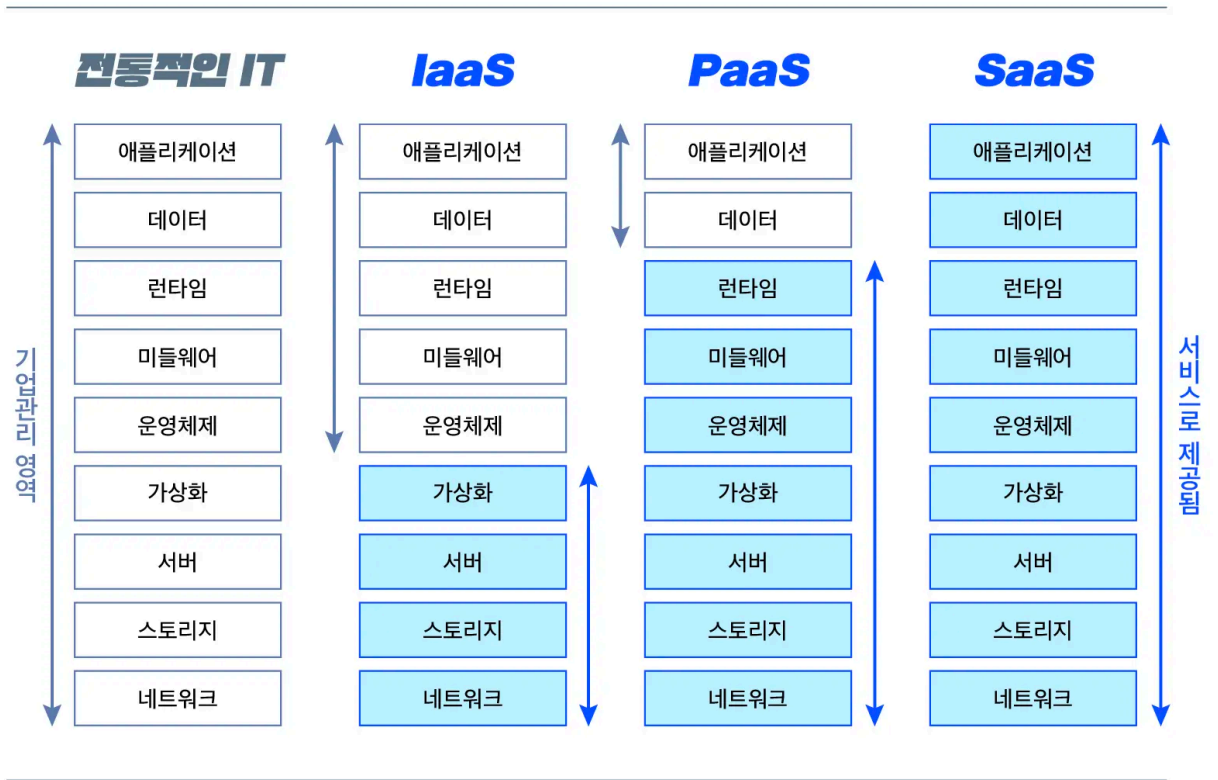 전통적인 IT
IaaS
PaaS
SaaS
기업관리 영역
애플리케이션
데이터
런타임
미들웨어
운영체제
가상화
서버
스토리지
네트워크
애플리케이션
데이터
런타임
미들웨어
운영체제
가상화
서버
스토리지
네트워크
애플리케이션
데이터
런타임
미들웨어
운영체제
가상화
서버
스토리지
네트워크
애플리케이션
데이터
런타임
미들웨어
운영체제
가상화
서버
스토리지
네트워크
서비스로 제공됨